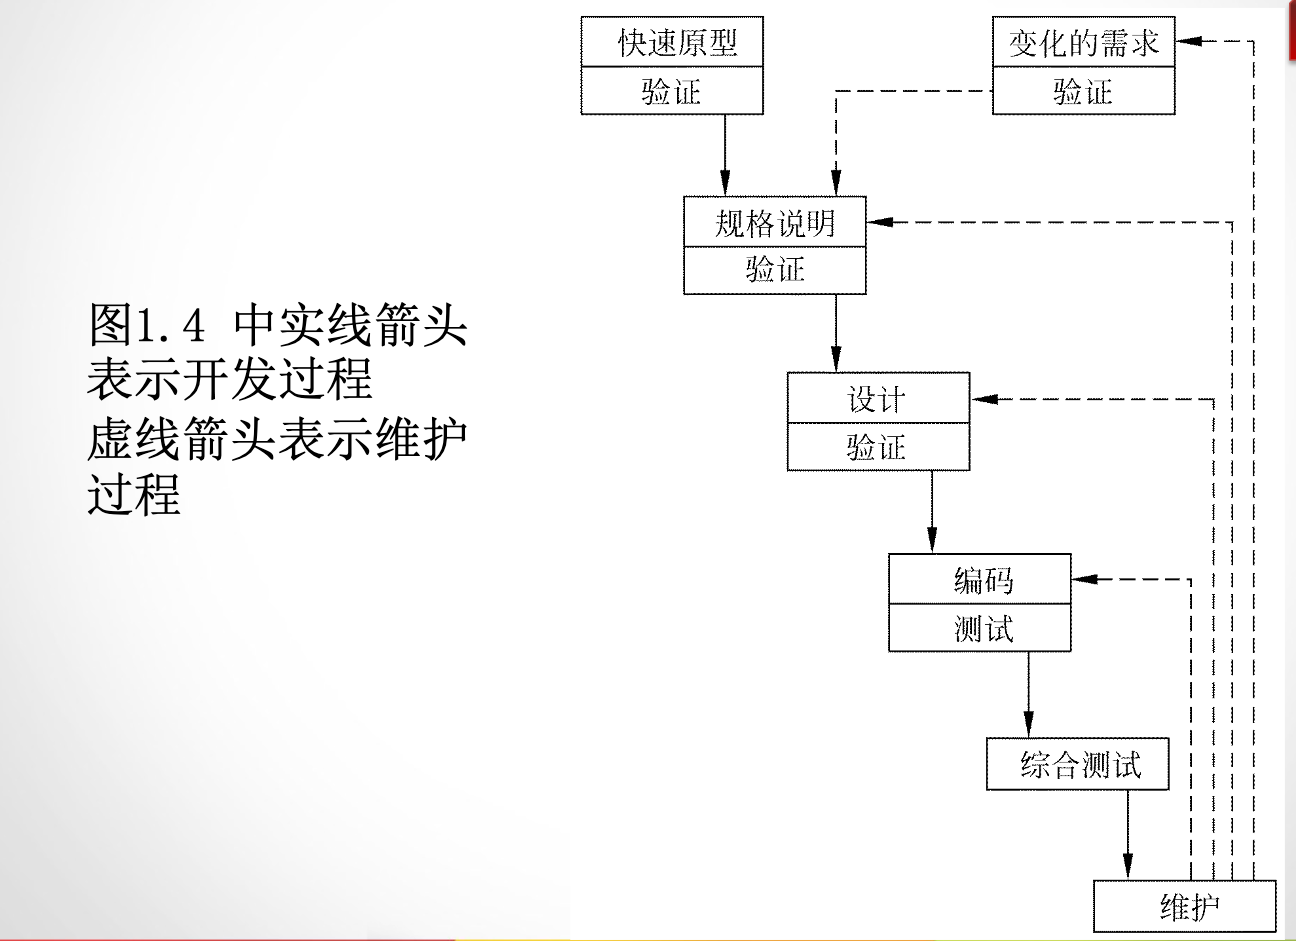 快速原型
验证
变化的需求
验证
规格说明
验证
图1.4 中实线箭头
表示开发过程
虚线箭头表示维护
过程
设计
验证
编码
测试
综合测试
维护